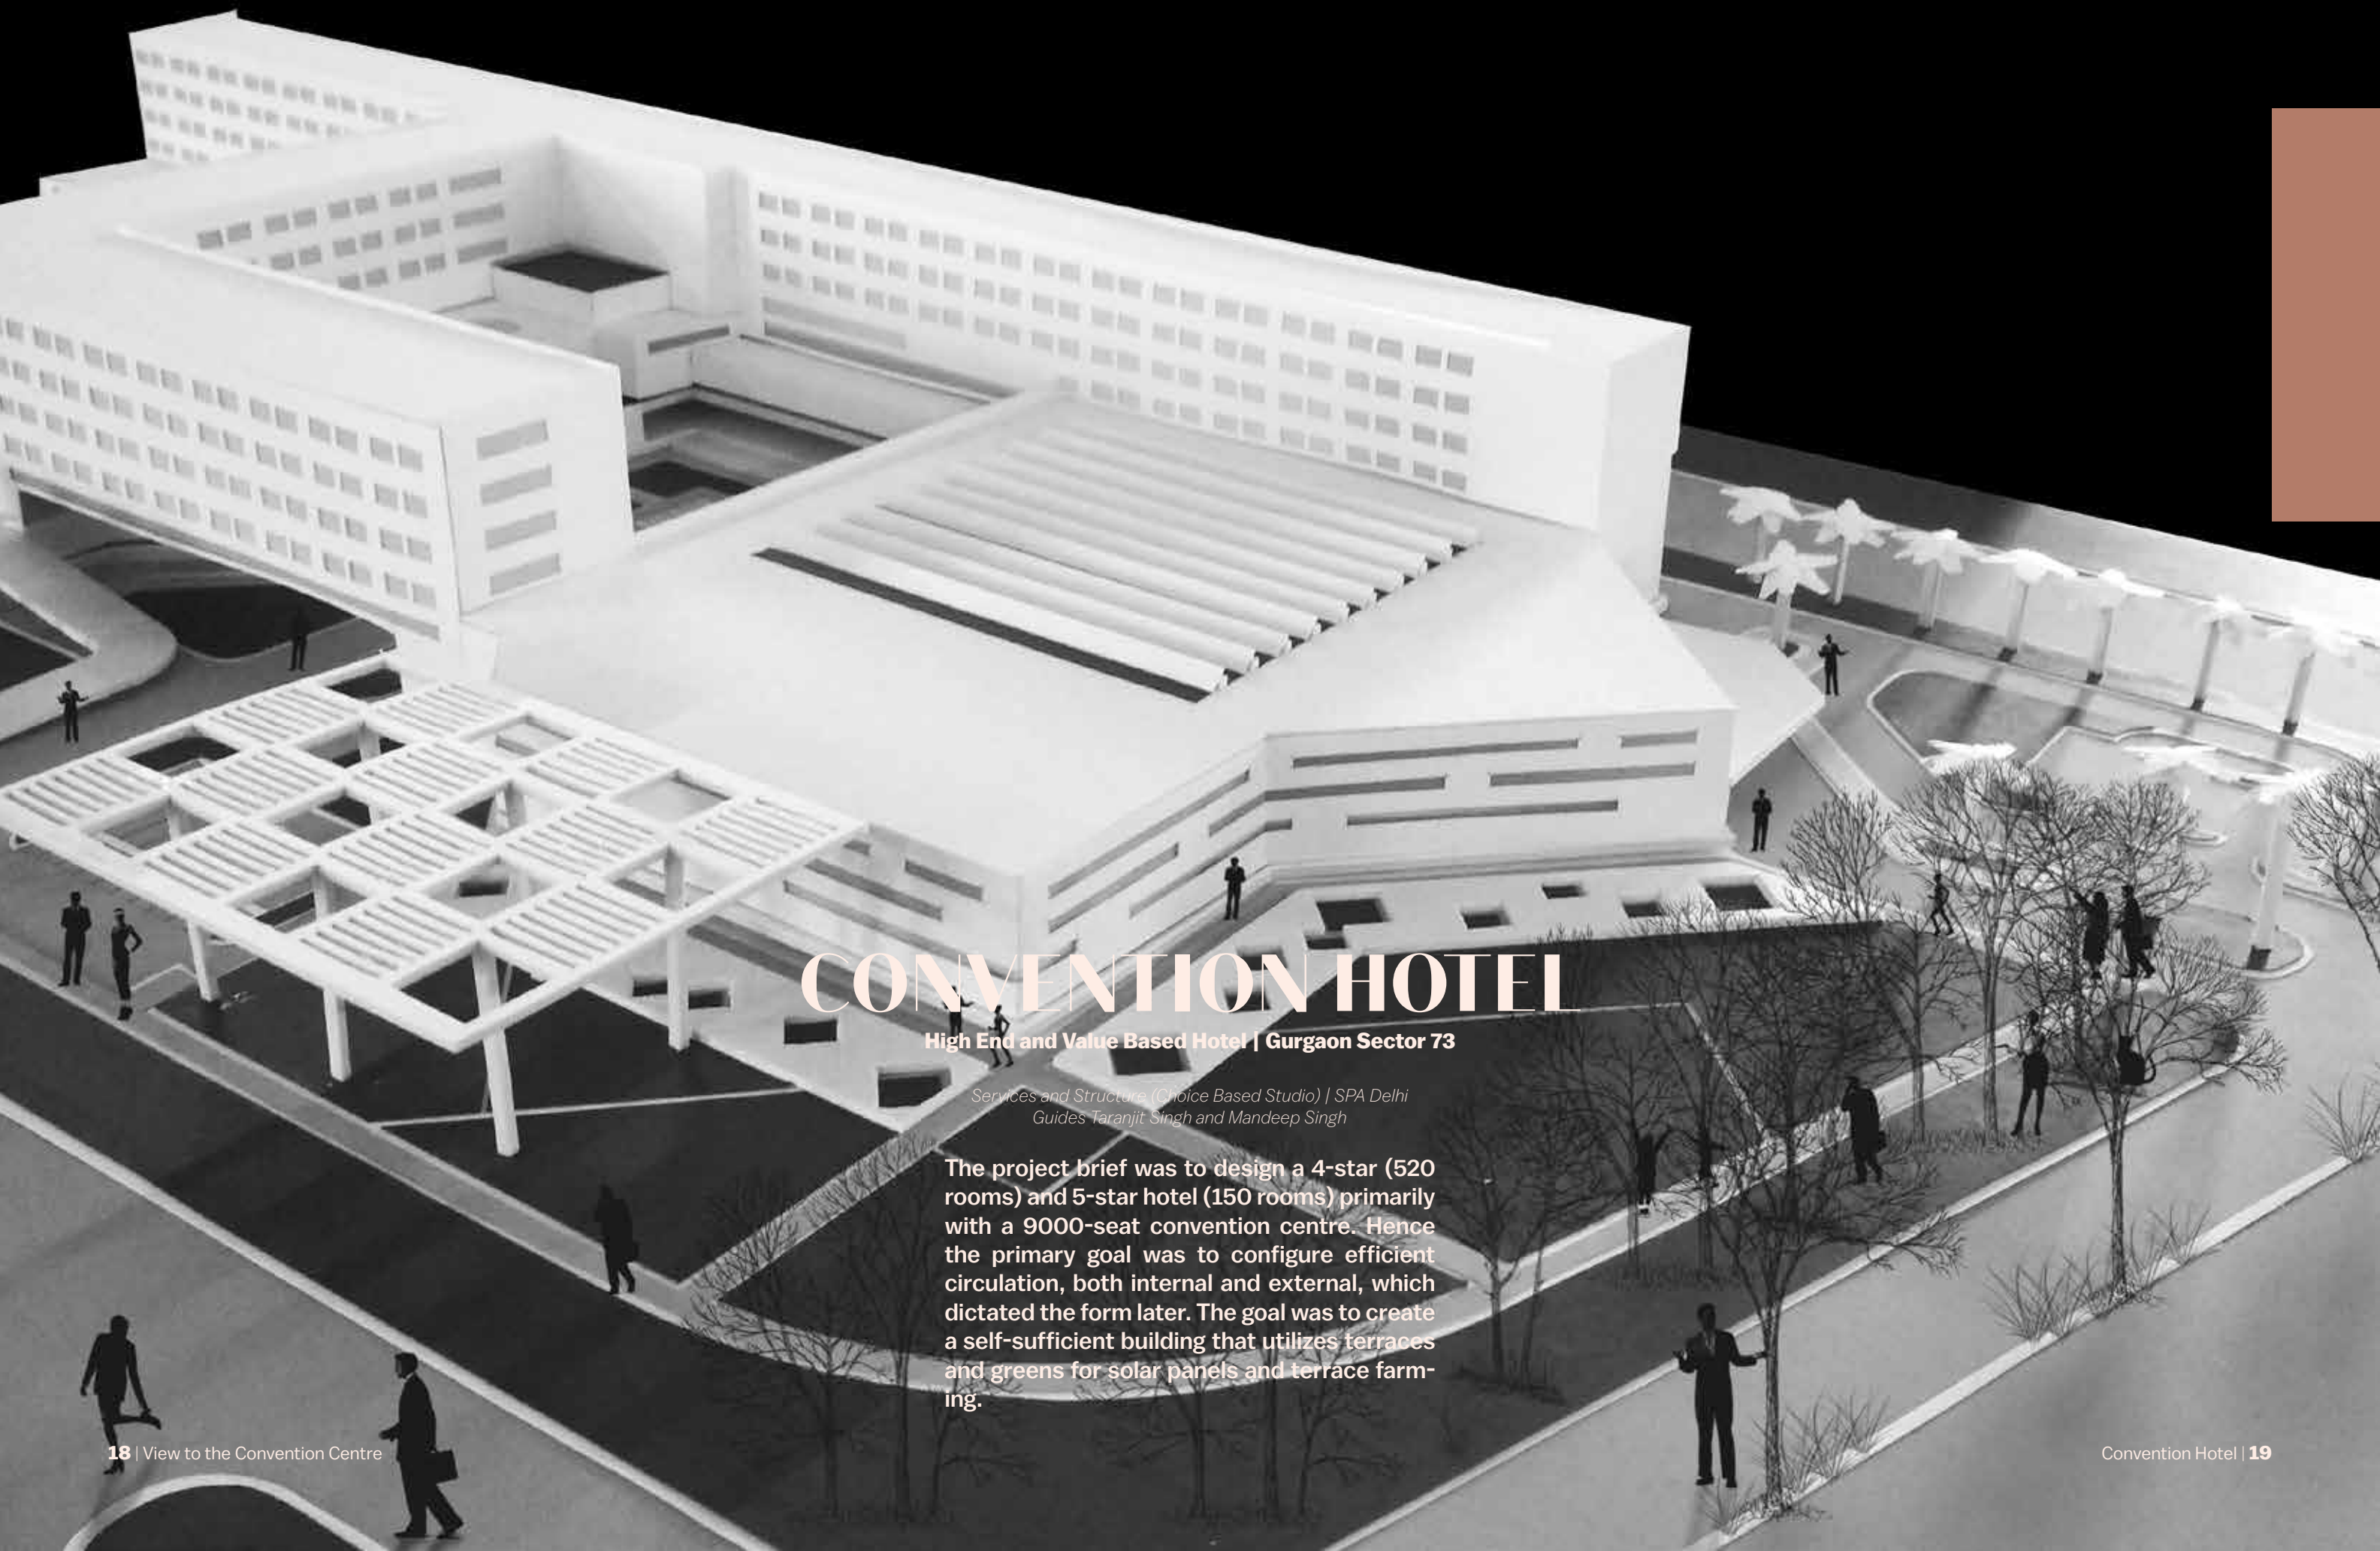 CONVENTION HOTEL
High End and Value Based Hotel | Gurgaon Sector 73
Services and Structure (Choice Based Studio) | SPA Delhi
Guides Taranjit Singh and Mandeep Singh
The project brief was to design a 4-star (520
rooms) and 5-star hotel (150 rooms) primarily
with a 9000-seat convention centre. Hence
the primary goal was to configure efficient
circulation, both internal and external, which
dictated the form later. The goal was to create
a self-sufficient building that utilizes terraces
and greens for solar panels and terrace farm-
ing.
18 | View to the Convention Centre
Convention Hotel | 19